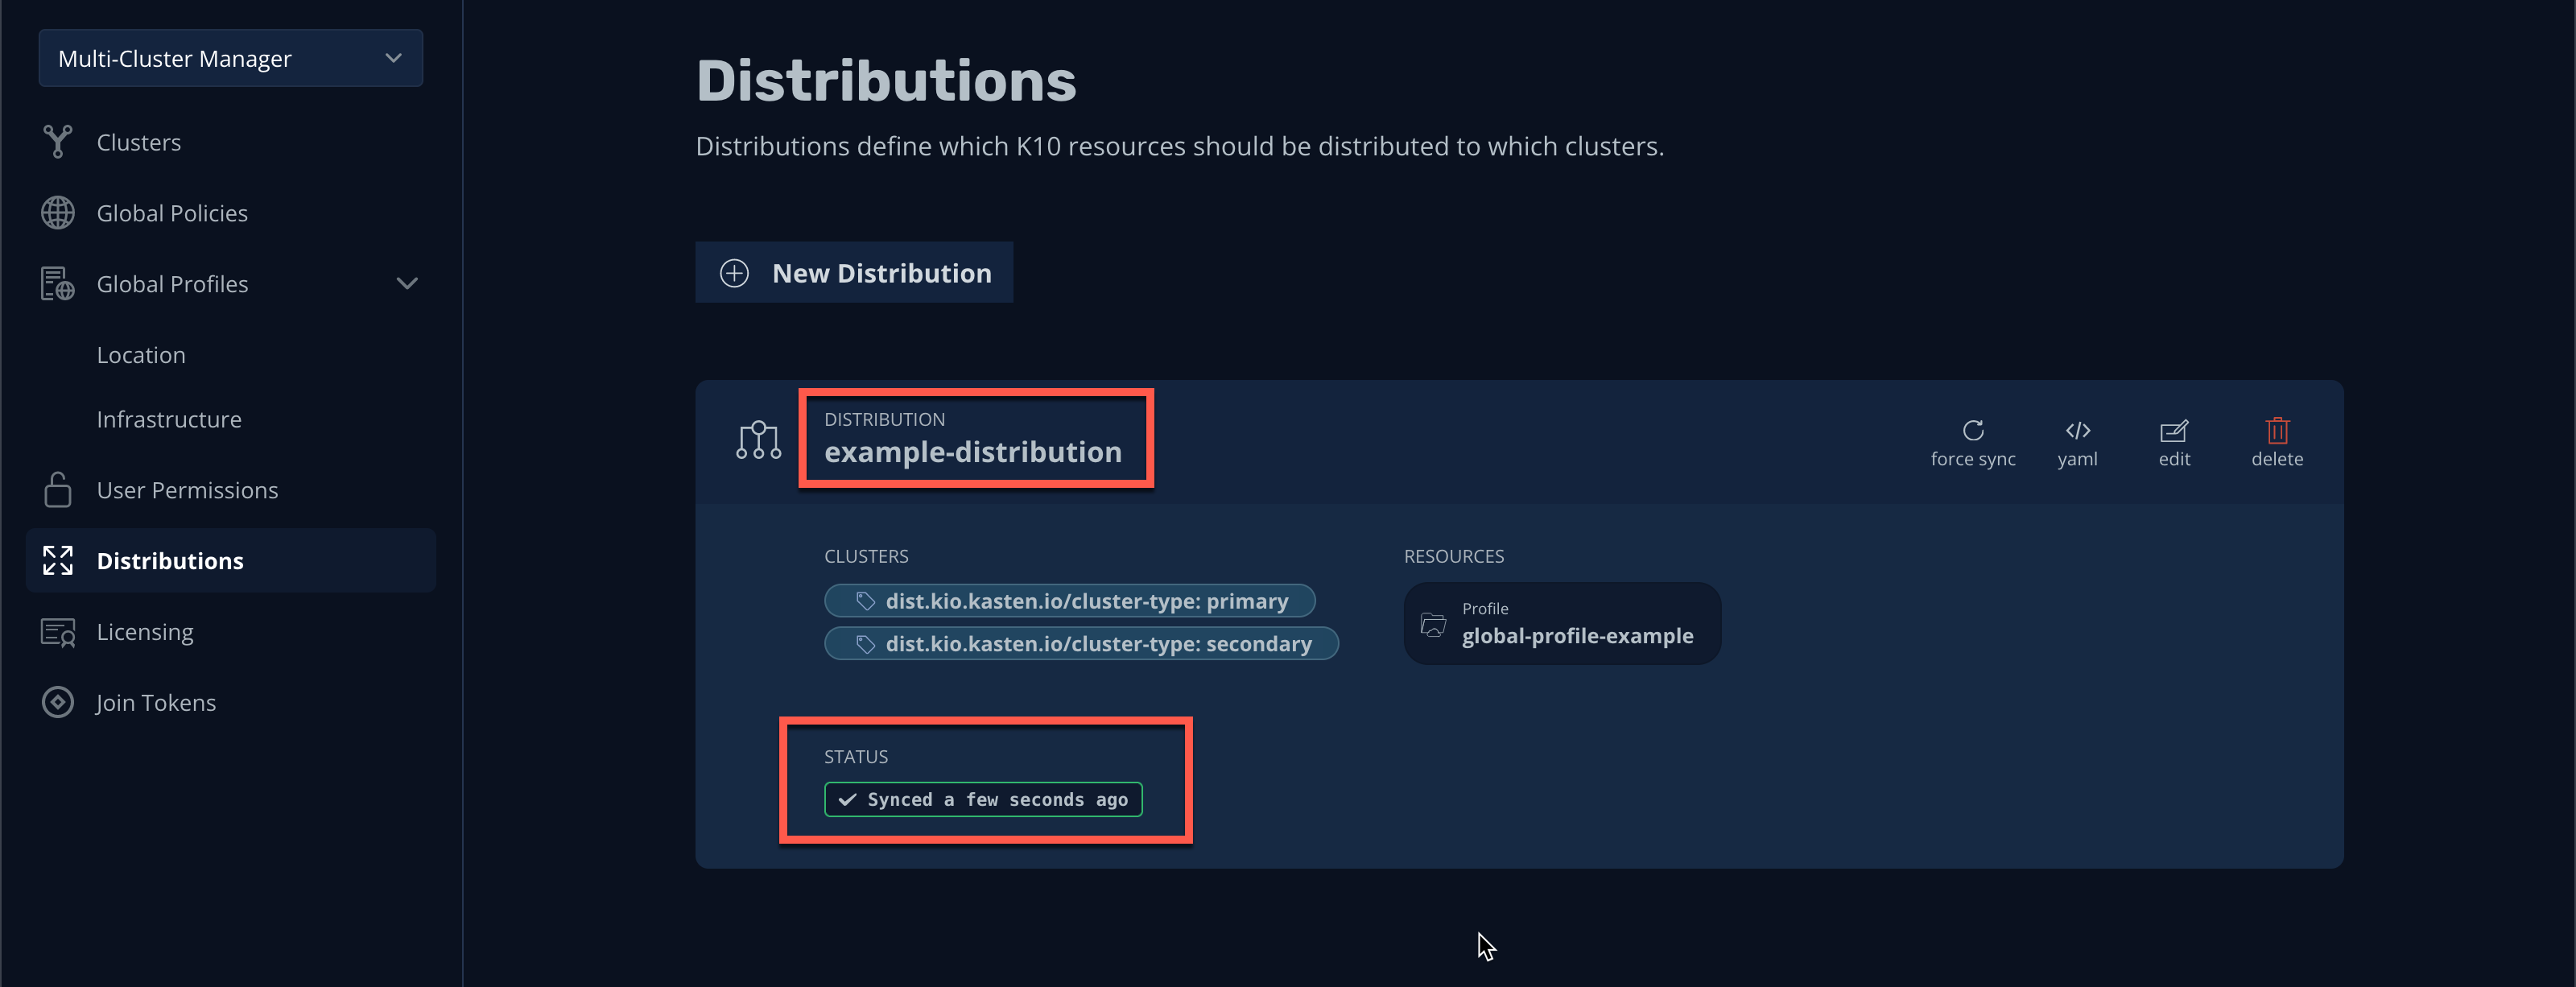 Multi-Cluster Manager
Clusters
Global Policies
Global Profiles
Location
Infrastructure
User Permissions
Distributions
Licensing
Join Tokens
Distributions
Distributions define which K10 resources should be distributed to which clusters.
New Distribution
DISTRIBUTION
example-distribution
force sync
yaml
edit
delete
CLUSTERS
dist.kio.kasten.io/cluster-type: primary
dist.kio.kasten.io/cluster-type: secondary
RESOURCES
Profile
global-profile-example
STATUS
Synced a few seconds ago